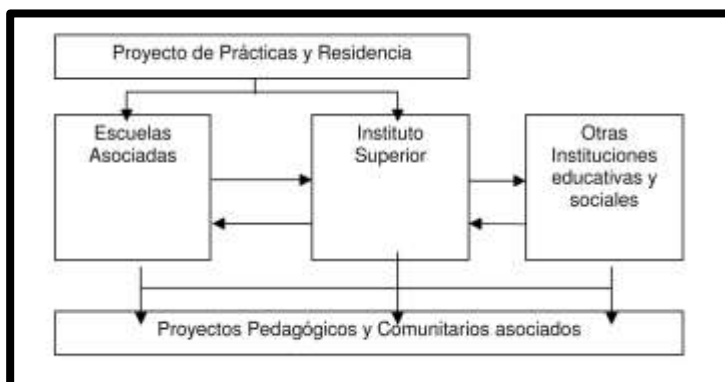 Proyecto de Prácticas y Residencia
Escuelas
Asociadas
Instituto
Superior
Otras
Instituciones
educativas y
sociales
Proyectos Pedagógicos y Comunitarios asociados